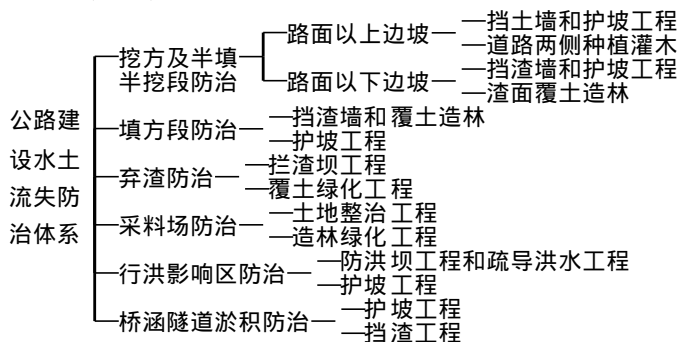 公路建
设水土
流失防
治体系
挖方及半填
半挖段防治
路面以上边坡
挡土墙和护坡工程
道路两侧种植灌木
路面以下边坡
挡渣墙和护坡工程
渣面覆土造林
填方段防治
挡渣墙和覆土造林
护坡工程
弃渣防治
拦渣坝工程
覆土绿化工程
采料场防治
土地整治工程
造林绿化工程
行洪影响区防治
防洪坝工程和疏导洪水工程
护坡工程
桥涵隧道淤积防治
护坡工程
挡渣工程